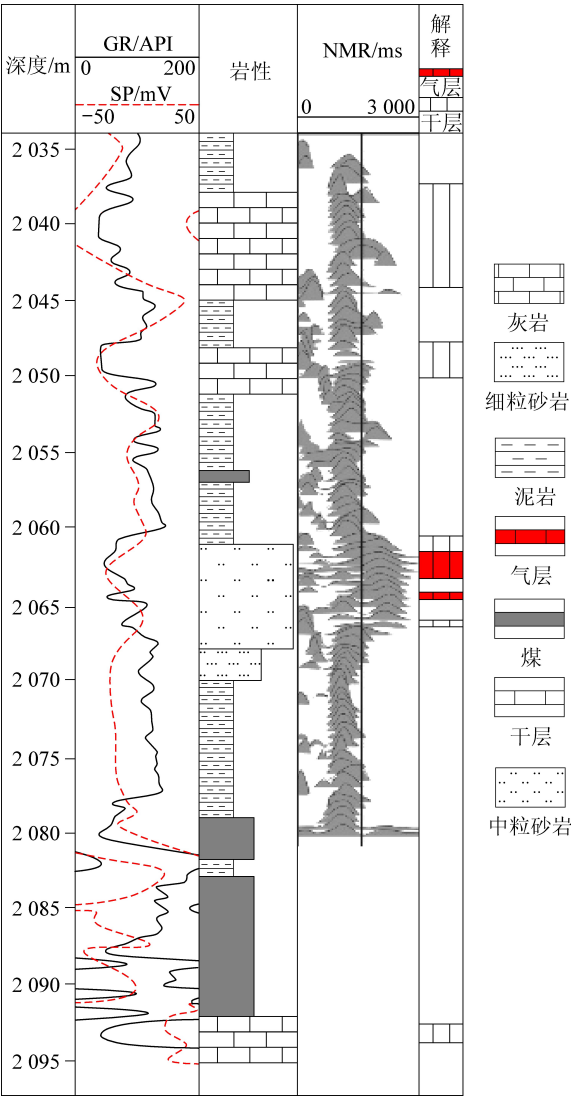 深度/m
GR/API
0 200
SP/mV
−50 50
岩性
NMR/ms
0 3 000
解
释
气层
干层
2 035
2 040
2 045
2 050
2 055
2 060
2 065
2 070
2 075
2 080
2 085
2 090
2 095
灰岩
细粒砂岩
泥岩
气层
煤
干层
中粒砂岩